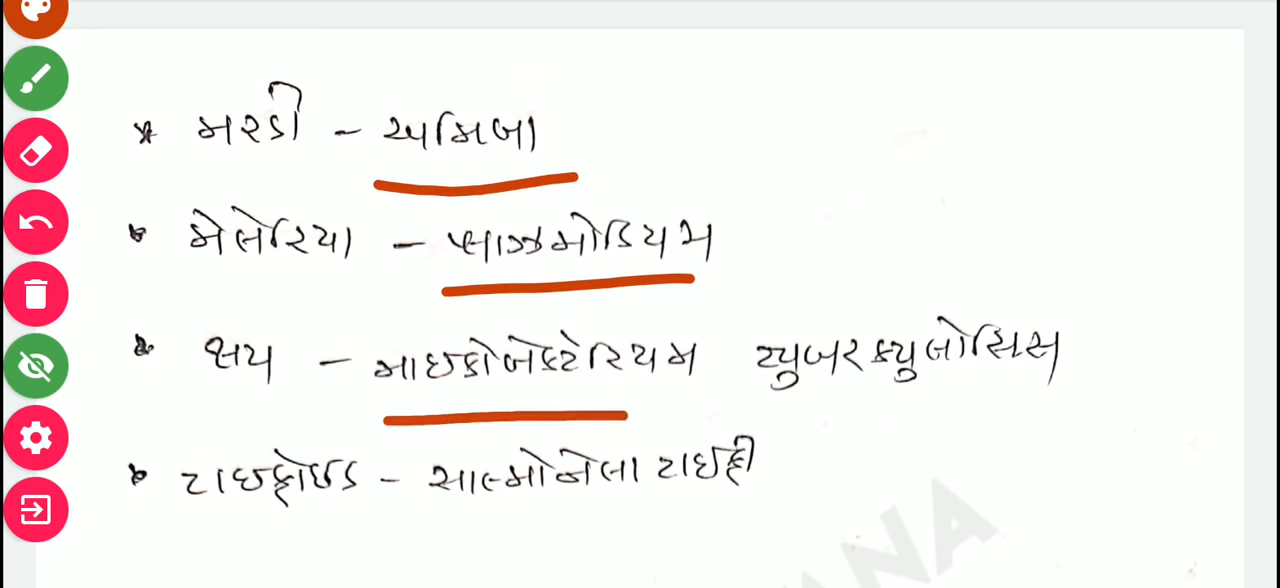 * મરડો - અમિબા
* મેલેરિયા - પ્લાઝમોડિયમ
* ક્ષય - માઇક્રોબેક્ટેરિયમ ટ્યુબરક્યુલોસિસ
* ટાઇફોઇડ - સાલ્મોનેલા ટાઇફી